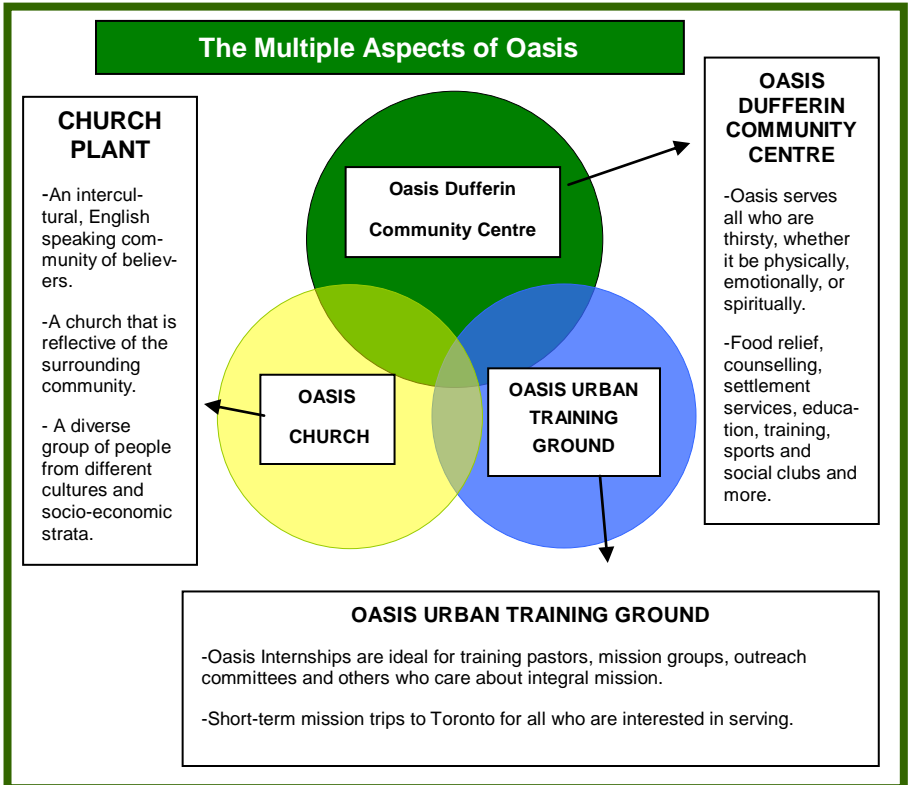 The Multiple Aspects of Oasis
CHURCH
PLANT
-An intercul-
tural, English
speaking com-
munity of believ-
ers.
-A church that is
reflective of the
surrounding
community.
- A diverse
group of people
from different
cultures and
socio-economic
strata.
Oasis Dufferin
Community Centre
OASIS
CHURCH
OASIS URBAN
TRAINING
GROUND
OASIS
DUFFERIN
COMMUNITY
CENTRE
-Oasis serves
all who are
thirsty, whether
it be physically,
emotionally, or
spiritually.
-Food relief,
counselling,
settlement
services, educa-
tion, training,
sports and
social clubs and
more.
OASIS URBAN TRAINING GROUND
-Oasis Internships are ideal for training pastors, mission groups, outreach
committees and others who care about integral mission.
-Short-term mission trips to Toronto for all who are interested in serving.